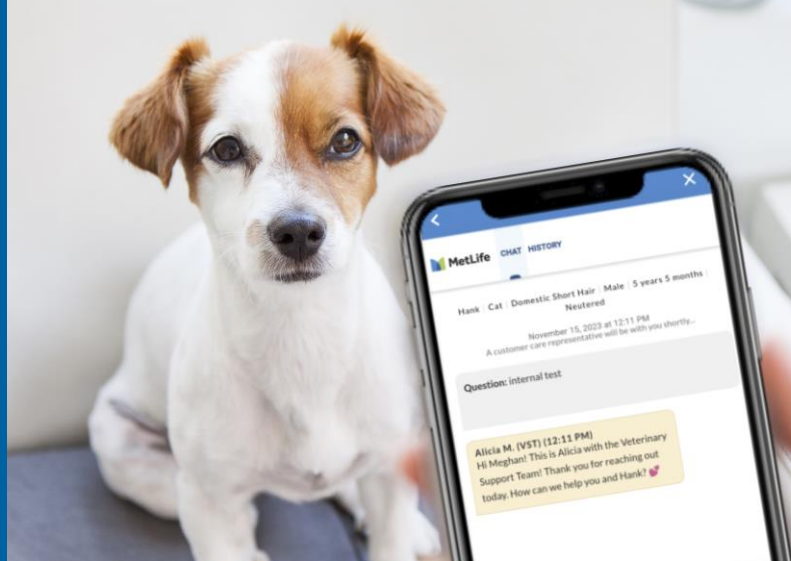 MetLife CHAT HISTORY
Hank | Cat | Domestic Short Hair | Male | 5 years 5 months |
Neutered
November 15, 2023 at 12:11 PM
A customer care representative will be with you shortly...
Question: internal test
Alicia M. (VST) (12:11 PM)
Hi Meghan! This is Alicia with the Veterinary
Support Team! Thank you for reaching out
today. How can we help you and Hank? 💕